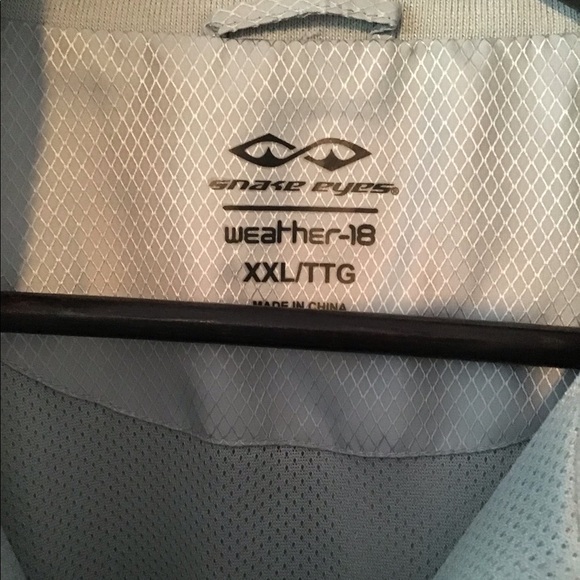 snake eyes®
weather-18
XXL/TTG
MADE IN CHINA